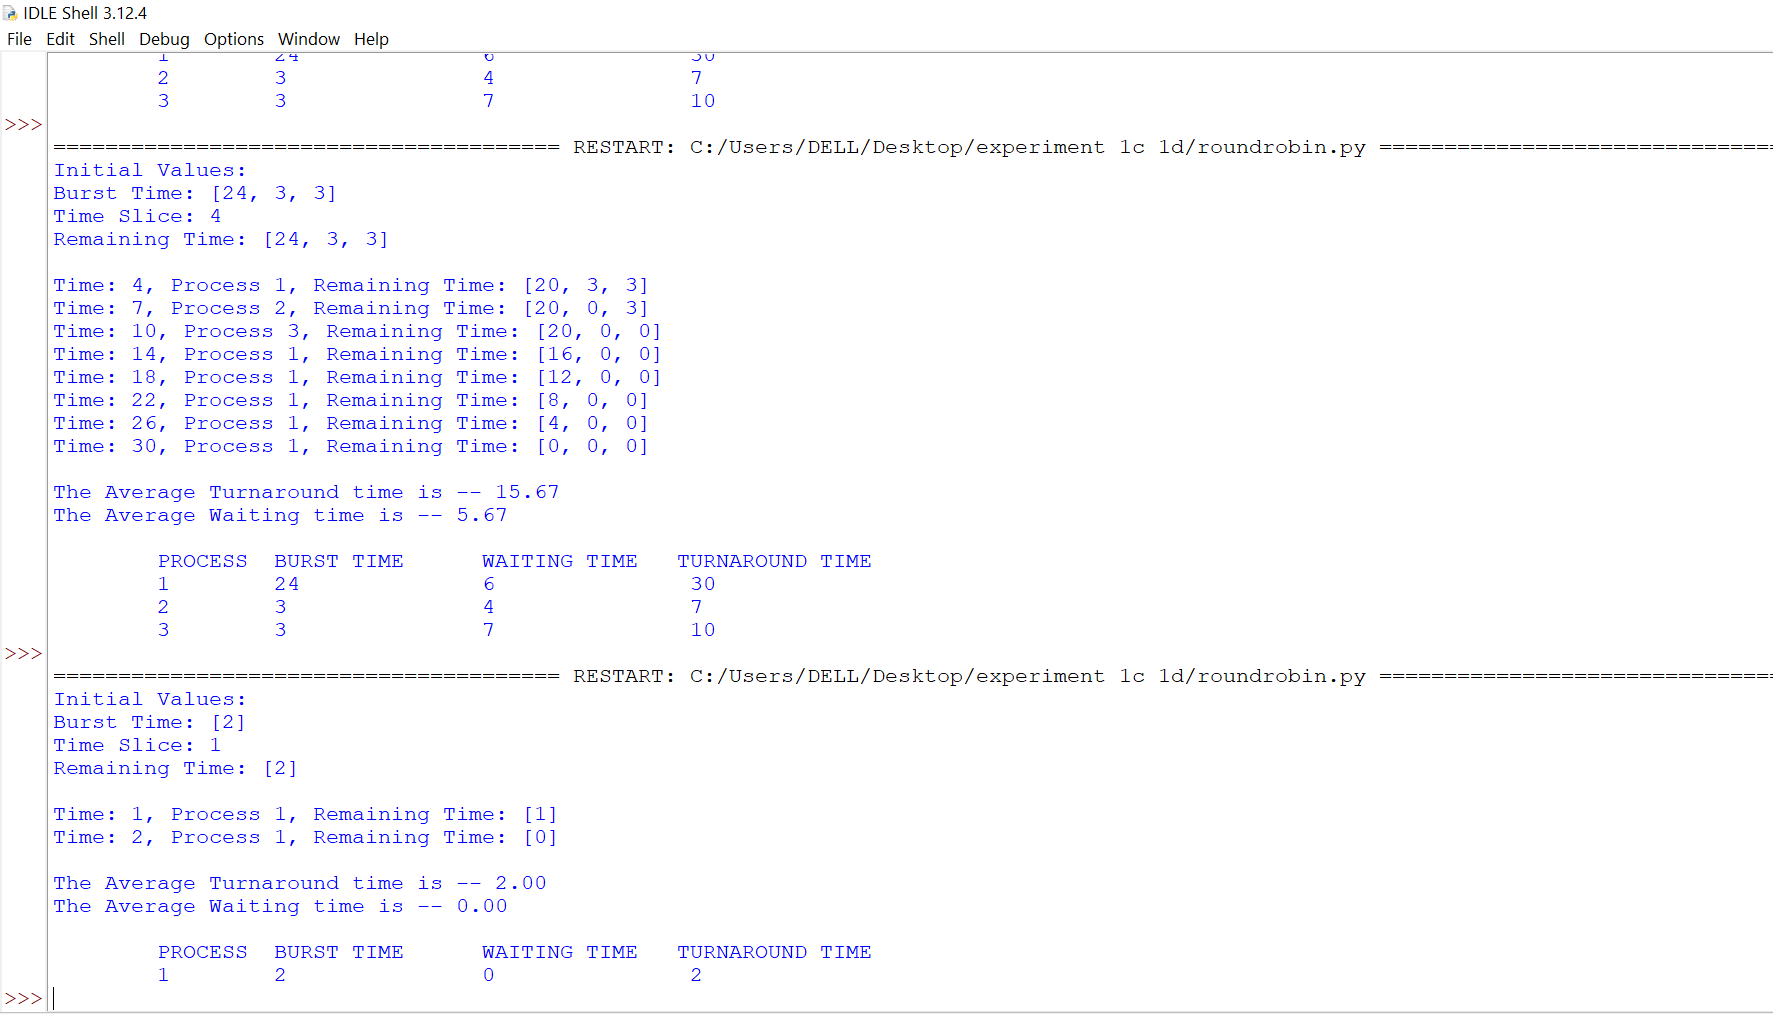 IDLE Shell 3.12.4
File Edit Shell Debug Options Window Help
1 24 6 30
2 3 4 7
3 3 7 10
>>>
======================================= RESTART: C:/Users/DELL/Desktop/experiment 1c 1d/roundrobin.py ==============================
Initial Values:
Burst Time: [24, 3, 3]
Time Slice: 4
Remaining Time: [24, 3, 3]
Time: 4, Process 1, Remaining Time: [20, 3, 3]
Time: 7, Process 2, Remaining Time: [20, 0, 3]
Time: 10, Process 3, Remaining Time: [20, 0, 0]
Time: 14, Process 1, Remaining Time: [16, 0, 0]
Time: 18, Process 1, Remaining Time: [12, 0, 0]
Time: 22, Process 1, Remaining Time: [8, 0, 0]
Time: 26, Process 1, Remaining Time: [4, 0, 0]
Time: 30, Process 1, Remaining Time: [0, 0, 0]
The Average Turnaround time is -- 15.67
The Average Waiting time is -- 5.67
PROCESS BURST TIME WAITING TIME TURNAROUND TIME
1 24 6 30
2 3 4 7
3 3 7 10
>>>
======================================= RESTART: C:/Users/DELL/Desktop/experiment 1c 1d/roundrobin.py ==============================
Initial Values:
Burst Time: [2]
Time Slice: 1
Remaining Time: [2]
Time: 1, Process 1, Remaining Time: [1]
Time: 2, Process 1, Remaining Time: [0]
The Average Turnaround time is -- 2.00
The Average Waiting time is -- 0.00
PROCESS BURST TIME WAITING TIME TURNAROUND TIME
1 2 0 2
>>>